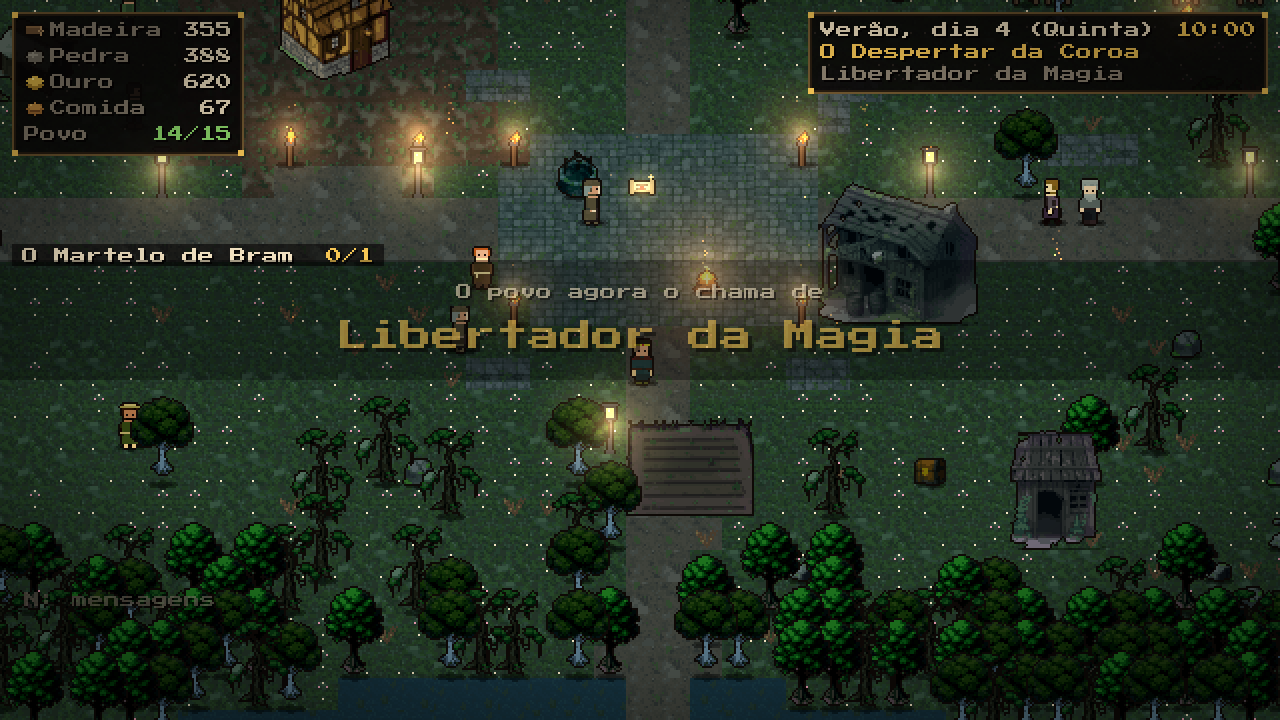 Madeira 355
Pedra 388
Ouro 620
Comida 67
Povo 14/15
Verão, dia 4 (Quinta) 10:00
O Despertar da Coroa
Libertador da Magia
O Martelo de Bram 0/1
O povo agora o chama de
Libertador da Magia
N: mensagens